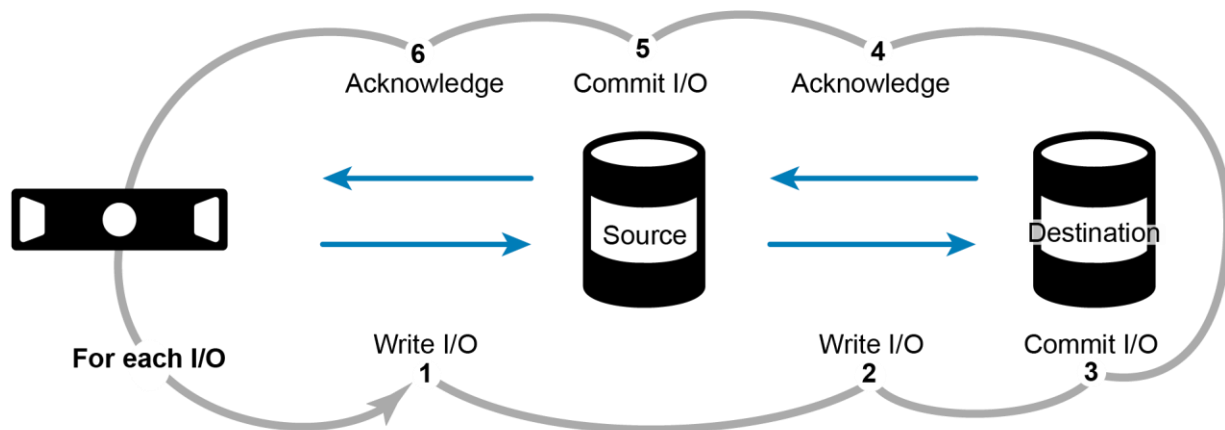 6
5
4
Acknowledge
Commit I/O
Acknowledge
Source
Destination
For each I/O
Write I/O
1
Write I/O
2
Commit I/O
3